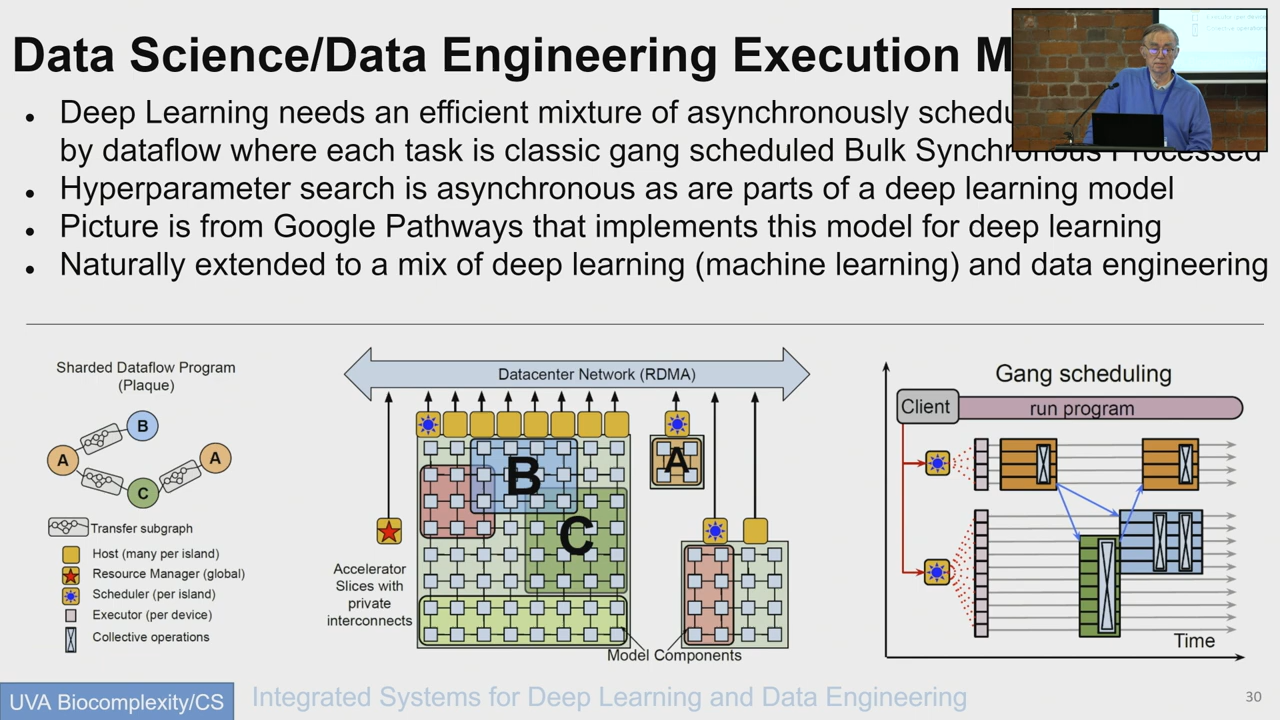 Data Science/Data Engineering Execution M
Deep Learning needs an efficient mixture of asynchronously schedu
by dataflow where each task is classic gang scheduled Bulk Synchronous Processed
Hyperparameter search is asynchronous as are parts of a deep learning model
Picture is from Google Pathways that implements this model for deep learning
Naturally extended to a mix of deep learning (machine learning) and data engineering
Sharded Dataflow Program
(Plaque)
B
A
A
C
Transfer subgraph
Host (many per island)
Resource Manager (global)
Scheduler (per island)
Executor (per device)
Collective operations
Datacenter Network (RDMA)
B
A
C
Accelerator
Slices with
private
interconnects
Model Components
Gang scheduling
Client
run program
Time
UVA Biocomplexity/CS
Integrated Systems for Deep Learning and Data Engineering
30